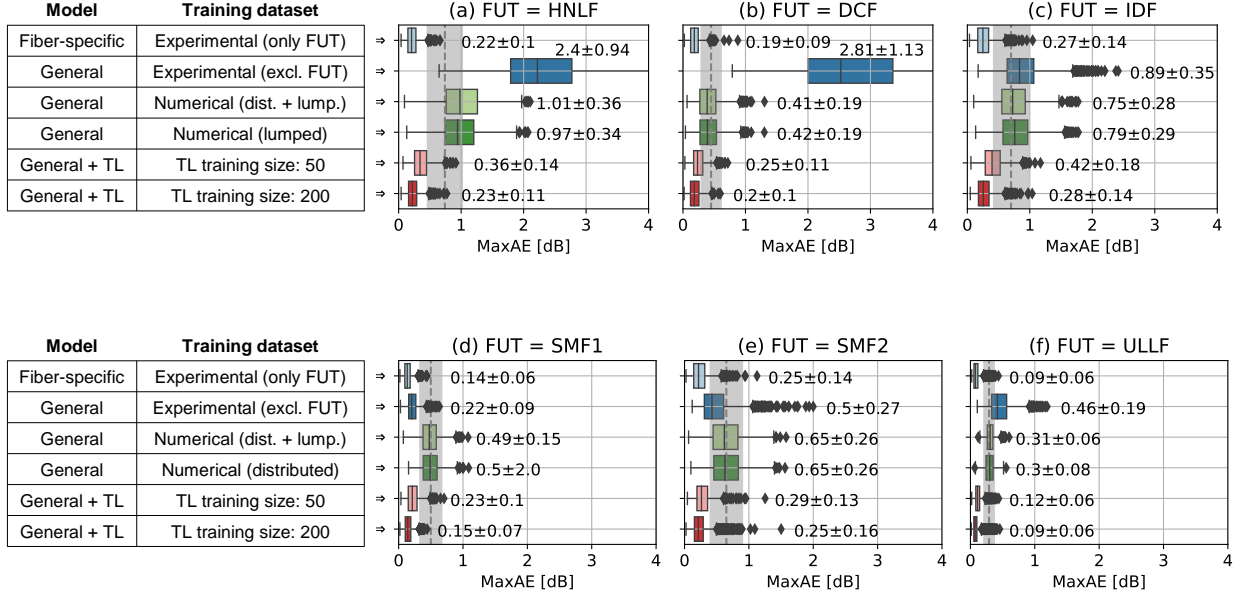 Model Training dataset (a) FUT = HNLF (b) FUT = DCF (c) FUT = IDF
Fiber-specific Experimental (only FUT) ⇒ 0.22±0.1 0.19±0.09 0.27±0.14
2.4±0.94 2.81±1.13
General Experimental (excl. FUT) ⇒ 0.89±0.35
General Numerical (dist. + lump.) ⇒ 1.01±0.36 0.41±0.19 0.75±0.28
General Numerical (lumped) ⇒ 0.97±0.34 0.42±0.19 0.79±0.29
General + TL TL training size: 50 ⇒ 0.36±0.14 0.25±0.11 0.42±0.18
General + TL TL training size: 200 ⇒ 0.23±0.11 0.2±0.1 0.28±0.14
0 1 2 3 4 0 1 2 3 4 0 1 2 3 4
MaxAE [dB] MaxAE [dB] MaxAE [dB]
Model Training dataset (d) FUT = SMF1 (e) FUT = SMF2 (f) FUT = ULLF
Fiber-specific Experimental (only FUT) ⇒ 0.14±0.06 0.25±0.14 0.09±0.06
General Experimental (excl. FUT) ⇒ 0.22±0.09 0.5±0.27 0.46±0.19
General Numerical (dist. + lump.) ⇒ 0.49±0.15 0.65±0.26 0.31±0.06
General Numerical (distributed) ⇒ 0.5±2.0 0.65±0.26 0.3±0.08
General + TL TL training size: 50 ⇒ 0.23±0.1 0.29±0.13 0.12±0.06
General + TL TL training size: 200 ⇒ 0.15±0.07 0.25±0.16 0.09±0.06
0 1 2 3 4 0 1 2 3 4 0 1 2 3 4
MaxAE [dB] MaxAE [dB] MaxAE [dB]